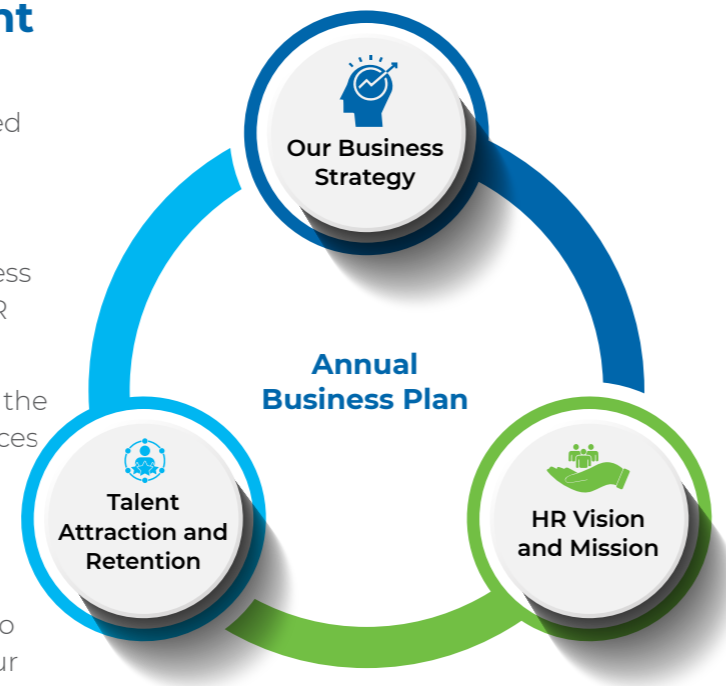 nt
ed
ess
R
the
ces
o
ur
Our Business
Strategy
Annual
Business Plan
Talent
Attraction and
Retention
HR Vision
and Mission